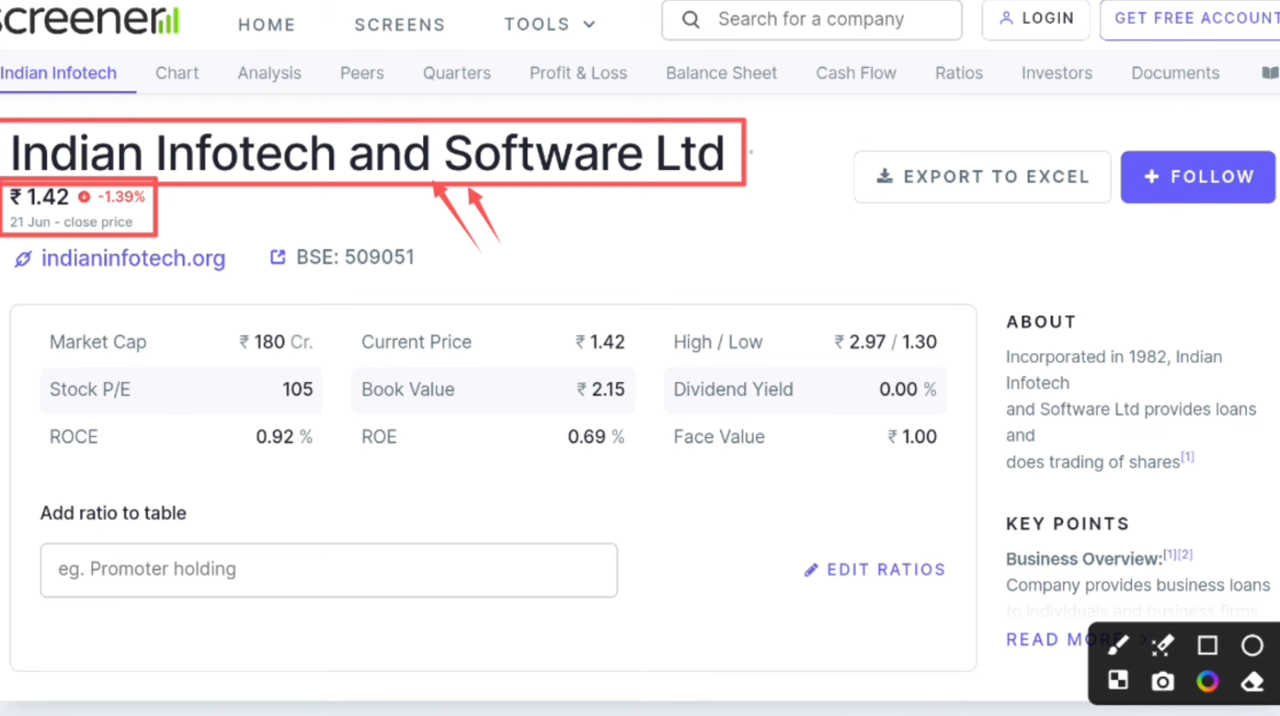 screener
HOME SCREENS TOOLS
Search for a company
LOGIN
GET FREE ACCOUNT
Indian Infotech Chart Analysis Peers Quarters Profit & Loss Balance Sheet Cash Flow Ratios Investors Documents
Indian Infotech and Software Ltd
EXPORT TO EXCEL
+ FOLLOW
₹ 1.42 -1.39%
21 Jun - close price
indianinfotech.org BSE: 509051
Market Cap ₹ 180 Cr. Current Price ₹ 1.42 High / Low ₹ 2.97 / 1.30
Stock P/E 105 Book Value ₹ 2.15 Dividend Yield 0.00 %
ROCE 0.92 % ROE 0.69 % Face Value ₹ 1.00
Add ratio to table
eg. Promoter holding
EDIT RATIOS
ABOUT
Incorporated in 1982, Indian
Infotech
and Software Ltd provides loans
and
does trading of shares[1]
KEY POINTS
Business Overview:[1][2]
Company provides business loans
to individuals and business firms.
READ MORE